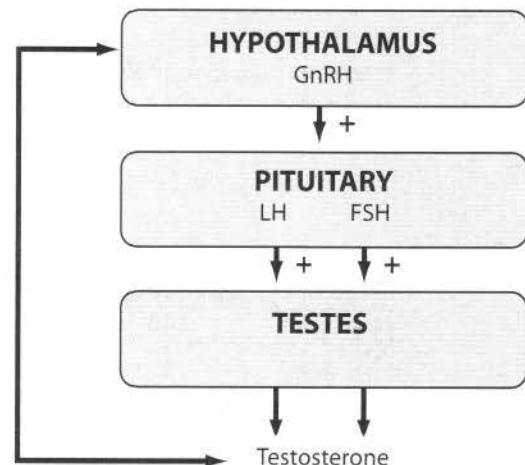 HYPOTHALAMUS
GnRH
+
PITUITARY
LH FSH
+ +
TESTES
Testosterone